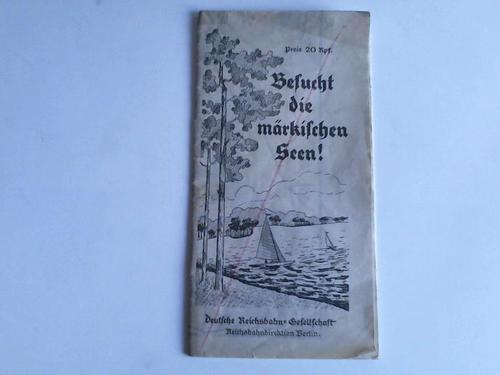 Preis 20 Rpf.
Besucht
die
märkischen
Seen!
Deutsche Reichsbahn-Gesellschaft
Reichsbahndirektion Berlin.